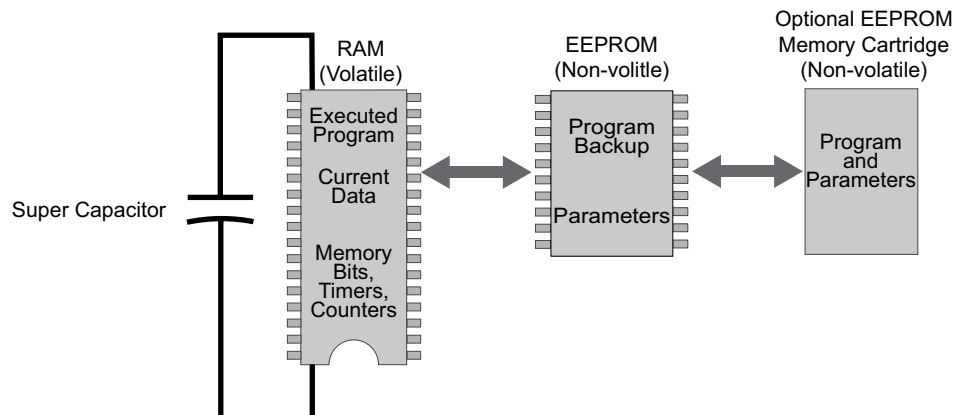 Super Capacitor
RAM
(Volatile)
Executed
Program
Current
Data
Memory
Bits,
Timers,
Counters
EEPROM
(Non-volitle)
Program
Backup
Parameters
Optional EEPROM
Memory Cartridge
(Non-volatile)
Program
and
Parameters